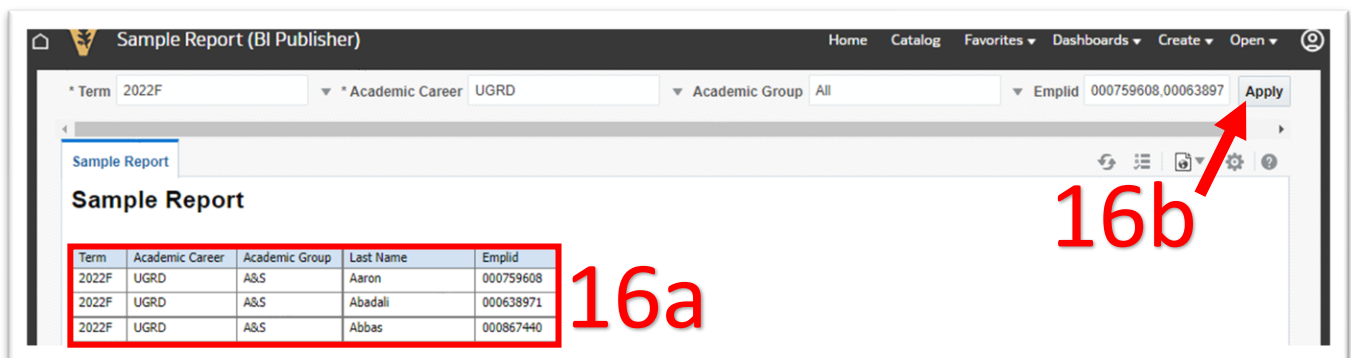 Sample Report (BI Publisher) Home Catalog Favorites Dashboards Create Open
* Term 2022F * Academic Career UGRD Academic Group All Emplid 000759608,00063897 Apply
Sample Report
Sample Report
16b
Term Academic Career Academic Group Last Name Emplid
2022F UGRD A&S Aaron 000759608
2022F UGRD A&S Abadali 000638971
2022F UGRD A&S Abbas 000867440
16a